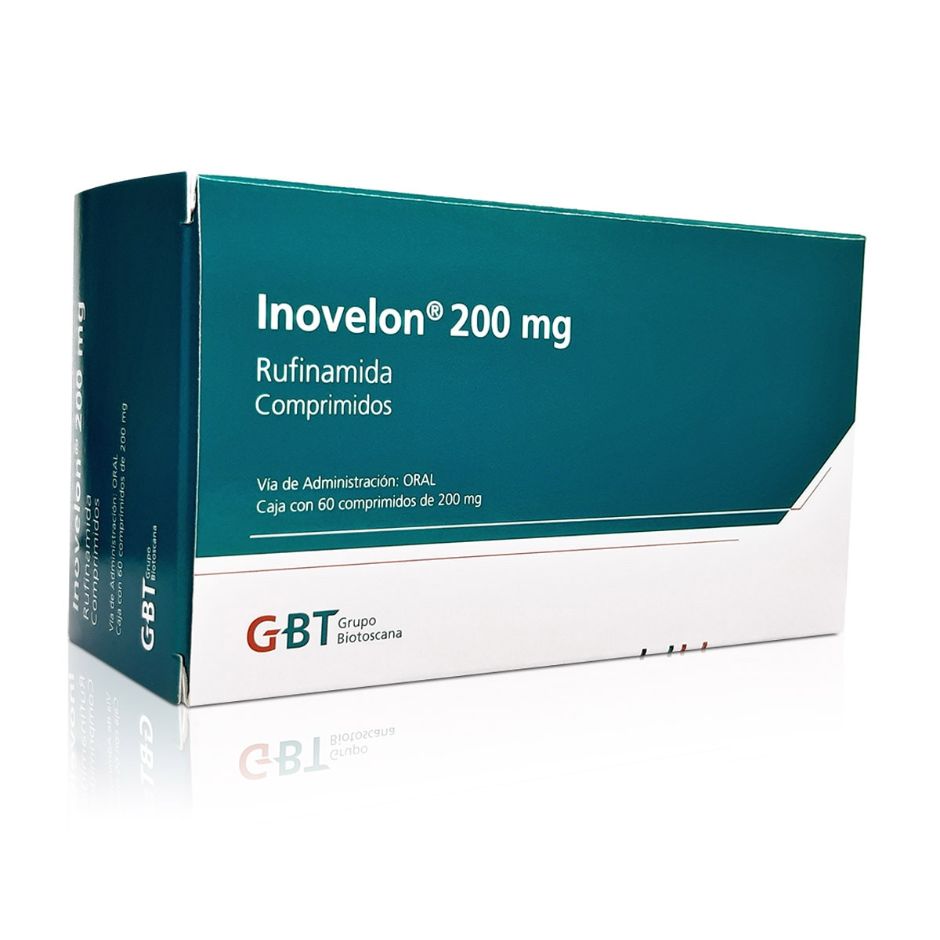 Inovelon® 200 mg
Rufinamida
Comprimidos
Vía de Administración: ORAL
Caja con 60 comprimidos de 200 mg
GBT Grupo
Biotoscana
Inovelon® 200 mg
Rufinamida
Comprimidos
Vía de Administración: ORAL
Caja con 60 comprimidos de 200 mg
GBT Grupo
Biotoscana